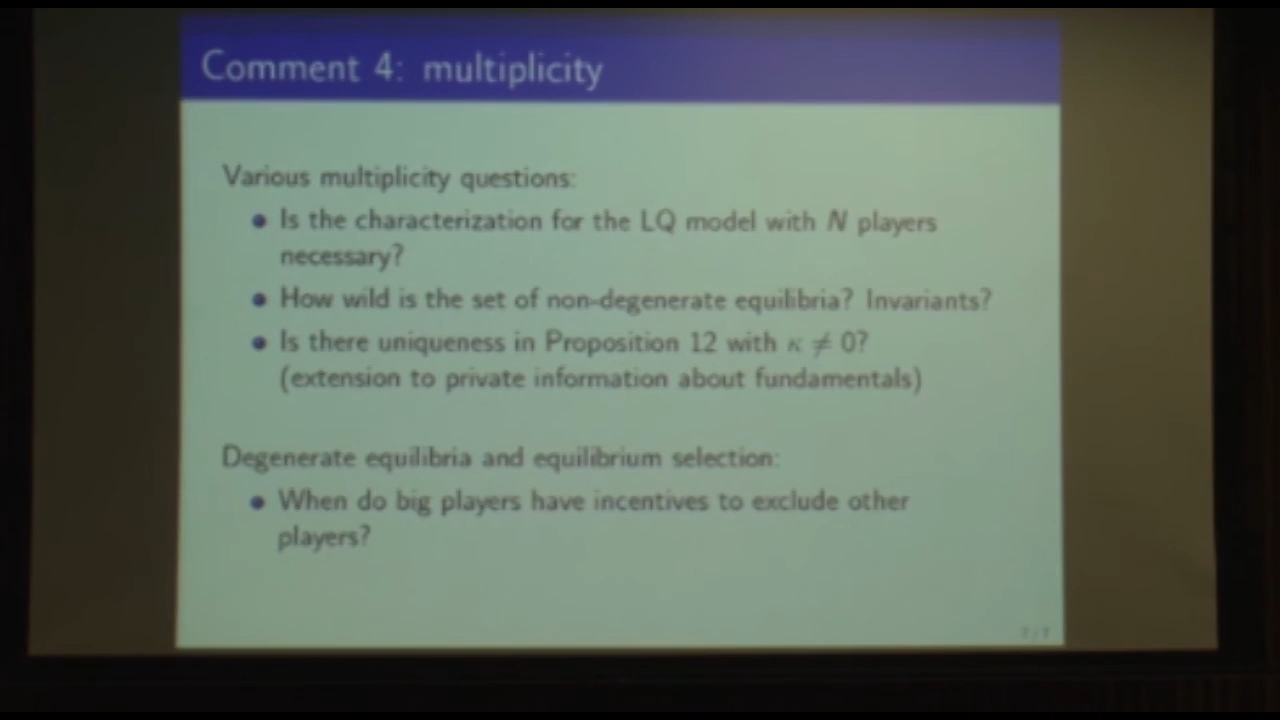 Comment 4: multiplicity
Various multiplicity questions:
• Is the characterization for the LQ model with N players
necessary?
• How wild is the set of non-degenerate equilibria? Invariants?
• Is there uniqueness in Proposition 12 with κ ≠ 0?
(extension to private information about fundamentals)
Degenerate equilibria and equilibrium selection:
• When do big players have incentives to exclude other
players?
7 / 7